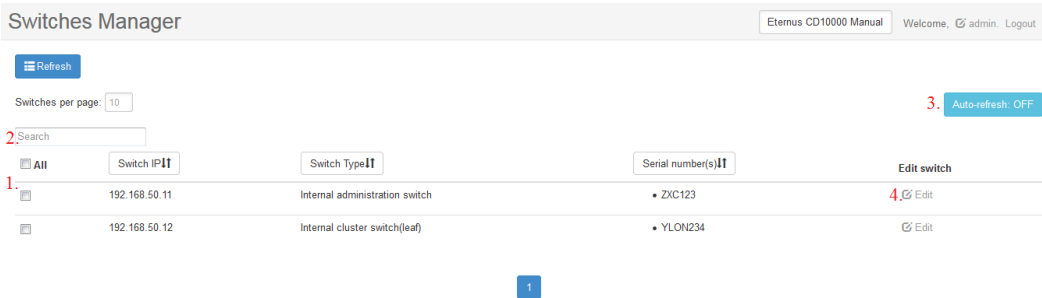 Switches Manager
Eternus CD10000 Manual Welcome, admin. Logout
Refresh
Switches per page: 10
3. Auto-refresh: OFF
2. Search
All Switch IP Switch Type Serial number(s) Edit switch
1. 192.168.50.11 Internal administration switch • ZXC123 4. Edit
192.168.50.12 Internal cluster switch(leaf) • YLON234 Edit
1